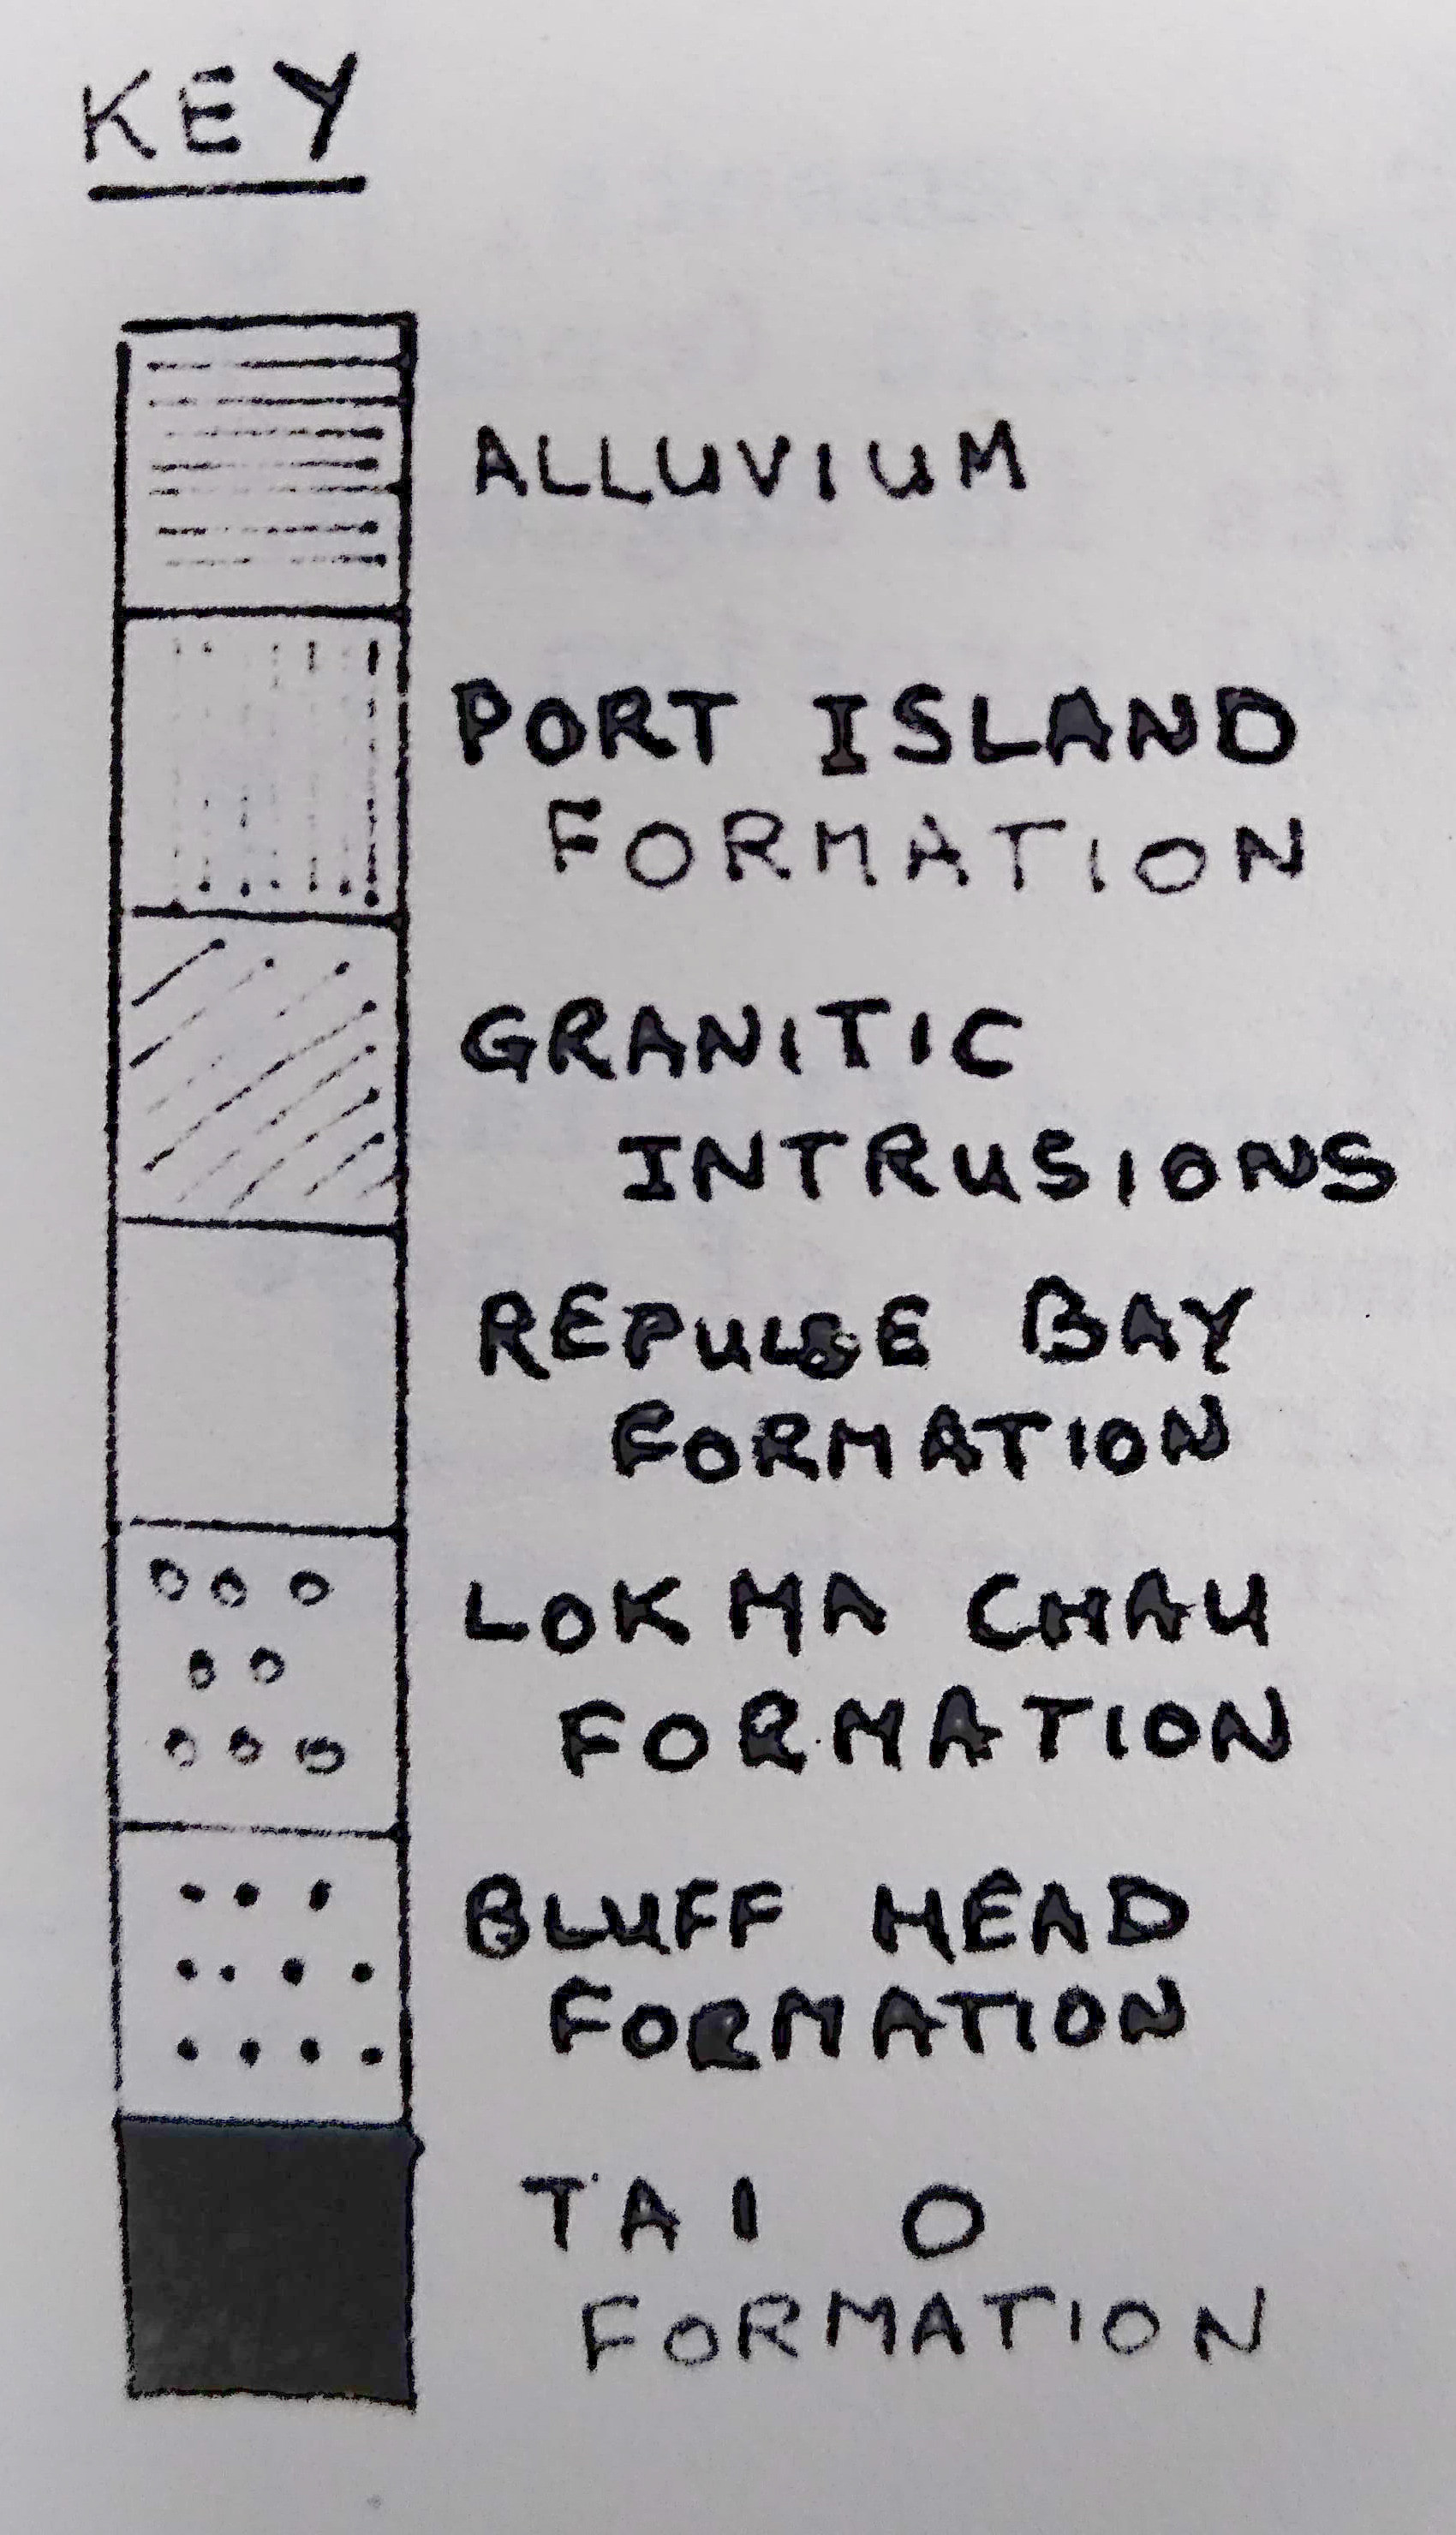 KEY
ALLUVIUM
PORT ISLAND
FORMATION
GRANITIC
INTRUSIONS
REPULSE BAY
FORMATION
LOK MA CHAU
FORMATION
BLUFF HEAD
FORMATION
TAI O
FORMATION